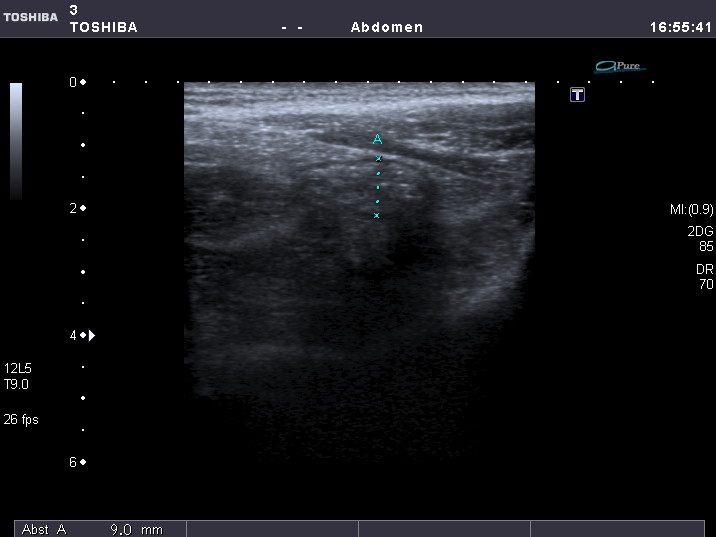 TOSHIBA
3
TOSHIBA - - Abdomen 16:55:41
APure
T
0
A
2
4
6
MI:(0.9)
2DG
85
DR
70
12L5
T9.0
26 fps
Abst A 9.0 mm